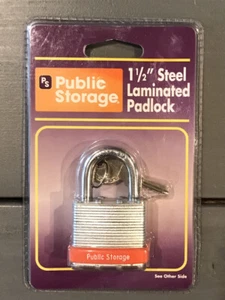 PS Public Storage
1½" Steel
Laminated
Padlock
Public Storage
See Other Side